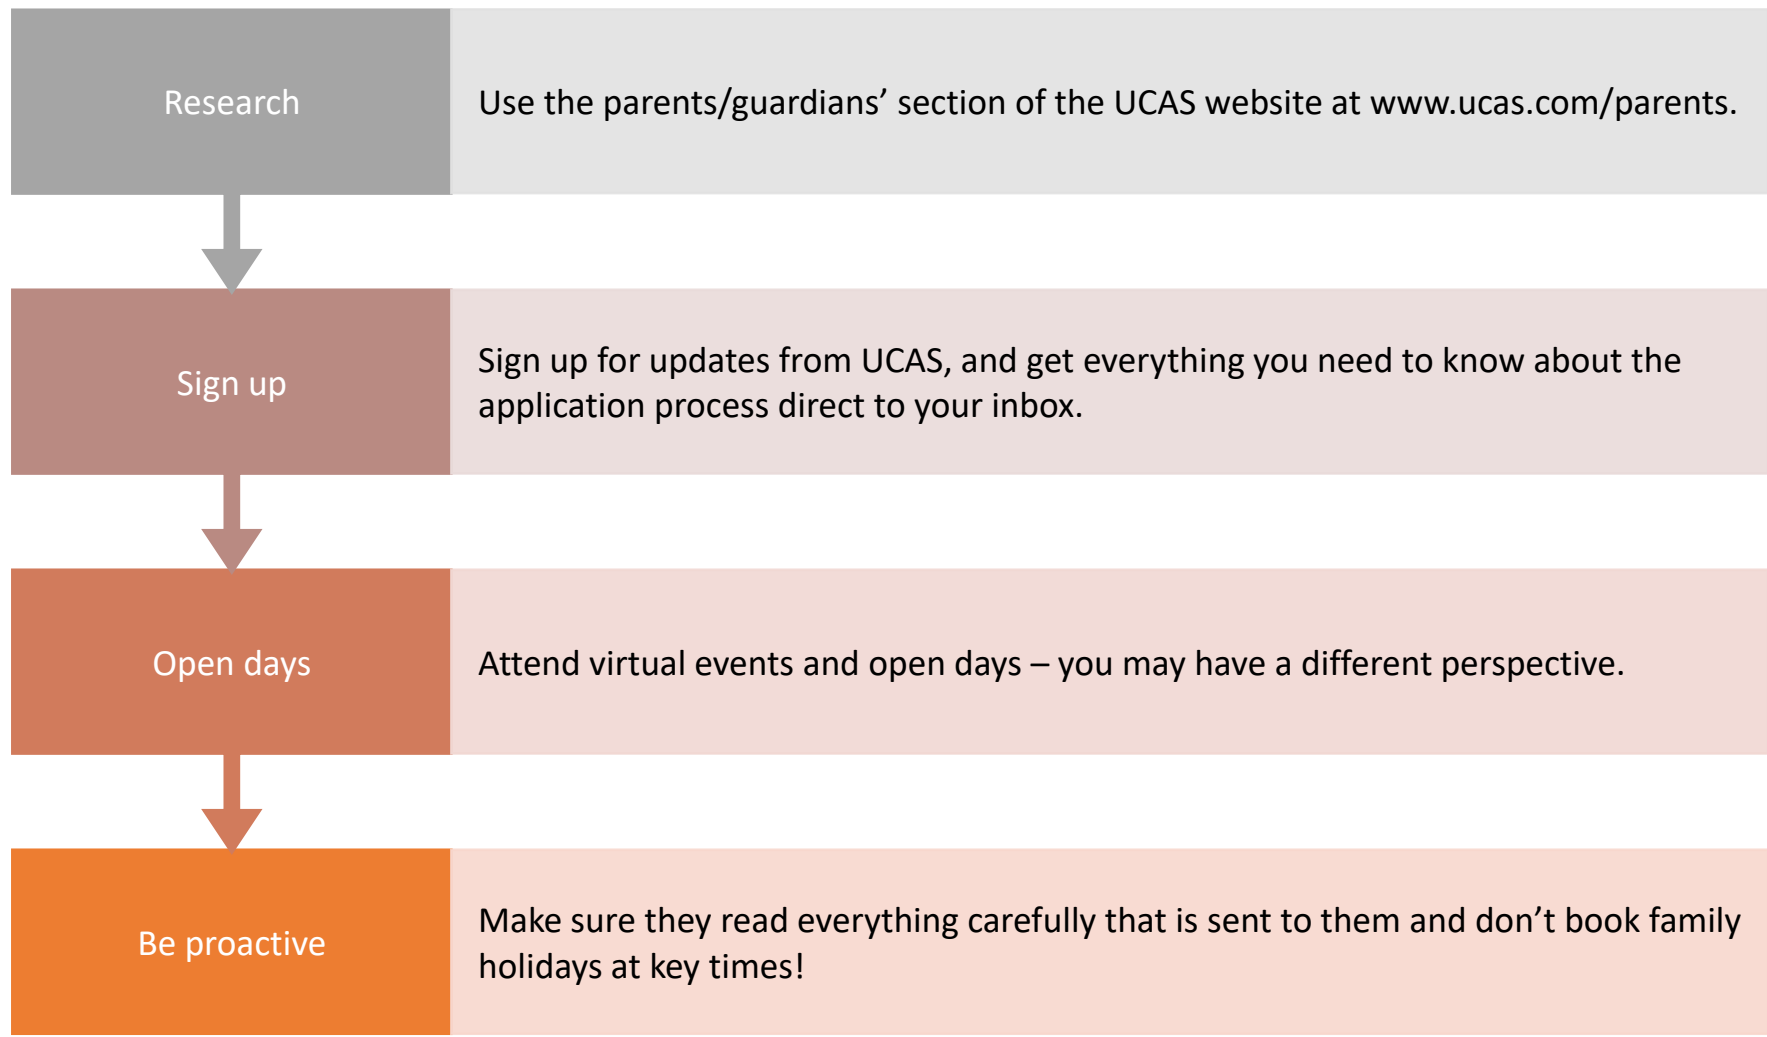 Research
Use the parents/guardians’ section of the UCAS website at www.ucas.com/parents.
Sign up
Sign up for updates from UCAS, and get everything you need to know about the
application process direct to your inbox.
Open days
Attend virtual events and open days – you may have a different perspective.
Be proactive
Make sure they read everything carefully that is sent to them and don’t book family
holidays at key times!